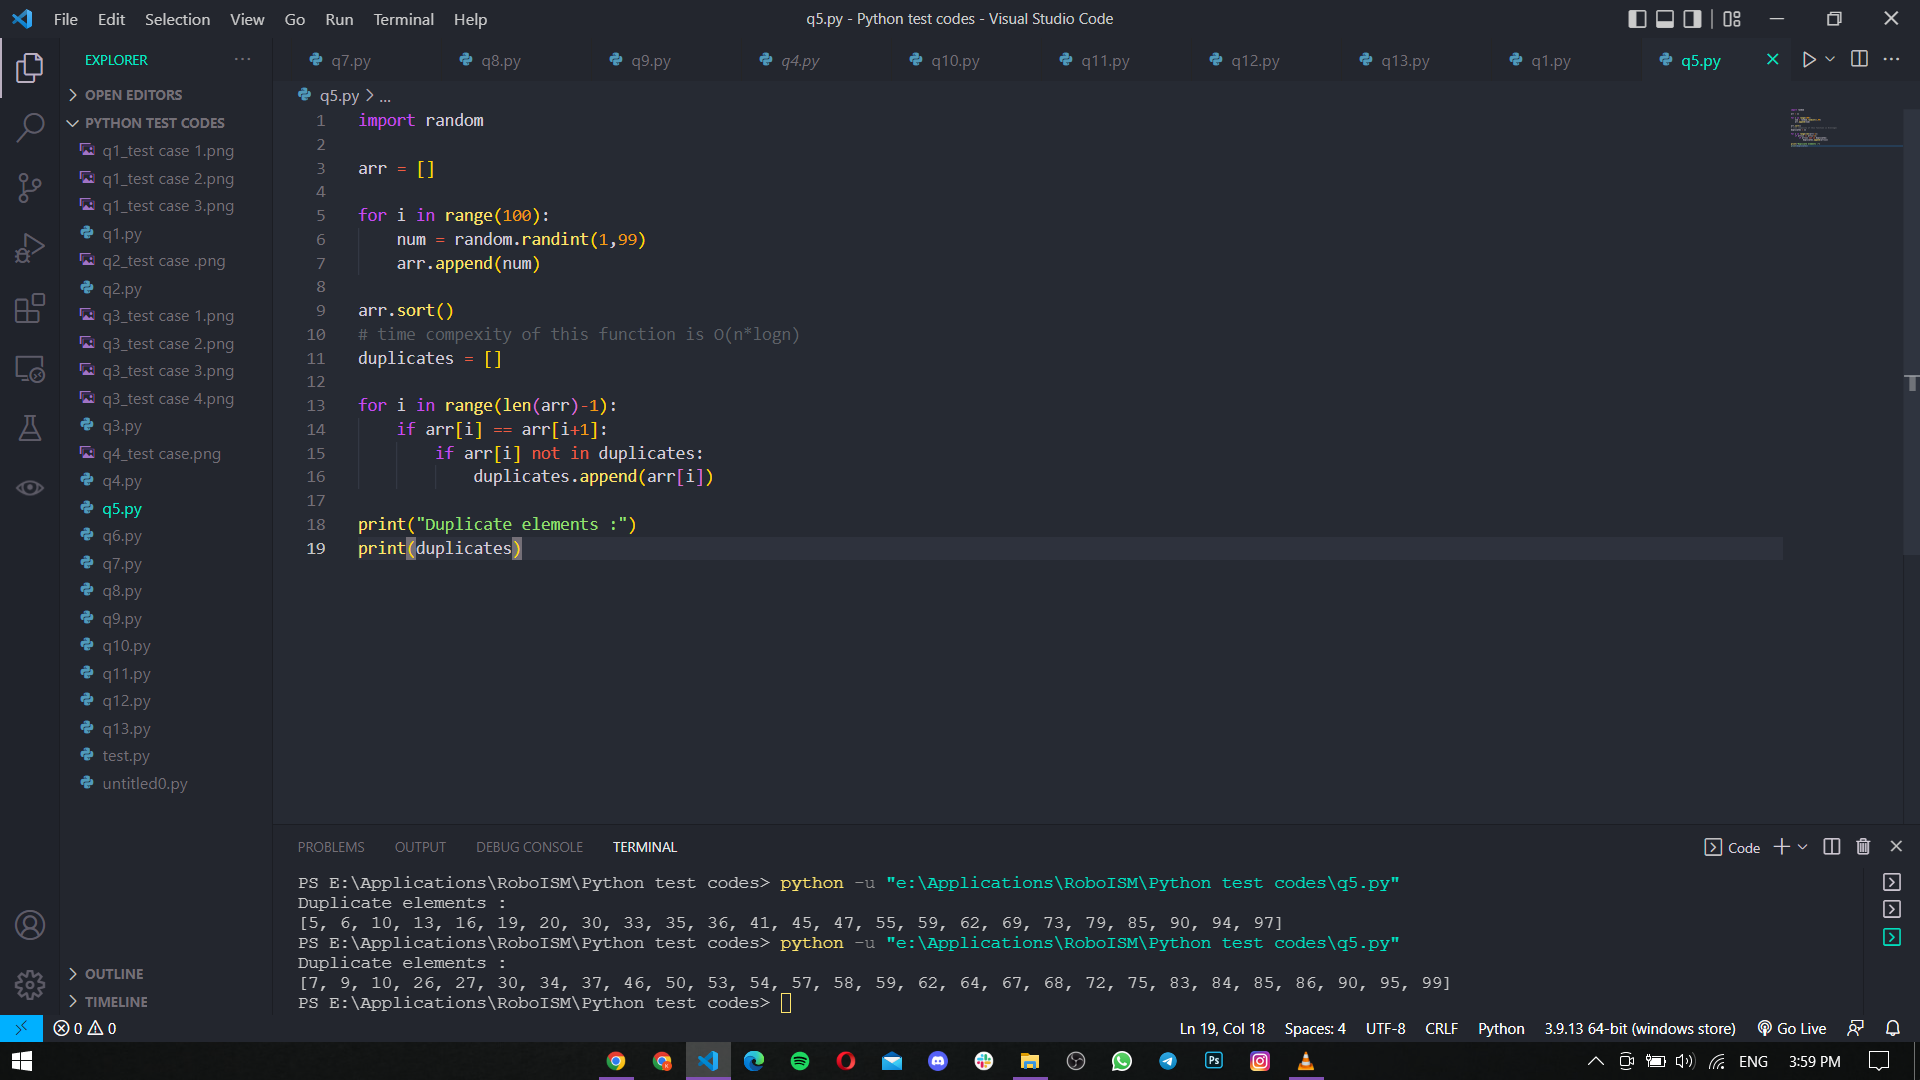 File Edit Selection View Go Run Terminal Help
q5.py - Python test codes - Visual Studio Code
EXPLORER
q7.py q8.py q9.py q4.py q10.py q11.py q12.py q13.py q1.py q5.py
OPEN EDITORS
PYTHON TEST CODES
q1_test case 1.png
q1_test case 2.png
q1_test case 3.png
q1.py
q2_test case .png
q2.py
q3_test case 1.png
q3_test case 2.png
q3_test case 3.png
q3_test case 4.png
q3.py
q4_test case.png
q4.py
q5.py
q6.py
q7.py
q8.py
q9.py
q10.py
q11.py
q12.py
q13.py
test.py
untitled0.py
OUTLINE
TIMELINE
q5.py > ...
1 import random
2
3 arr = []
4
5 for i in range(100):
6 num = random.randint(1,99)
7 arr.append(num)
8
9 arr.sort()
10 # time compexity of this function is O(n*logn)
11 duplicates = []
12
13 for i in range(len(arr)-1):
14 if arr[i] == arr[i+1]:
15 if arr[i] not in duplicates:
16 duplicates.append(arr[i])
17
18 print("Duplicate elements :")
19 print(duplicates)
PROBLEMS OUTPUT DEBUG CONSOLE TERMINAL
Code
PS E:\Applications\RoboISM\Python test codes> python -u "e:\Applications\RoboISM\Python test codes\q5.py"
Duplicate elements :
[5, 6, 10, 13, 16, 19, 20, 30, 33, 35, 36, 41, 45, 47, 55, 59, 62, 69, 73, 79, 85, 90, 94, 97]
PS E:\Applications\RoboISM\Python test codes> python -u "e:\Applications\RoboISM\Python test codes\q5.py"
Duplicate elements :
[7, 9, 10, 26, 27, 30, 34, 37, 46, 50, 53, 54, 57, 58, 59, 62, 64, 67, 68, 72, 75, 83, 84, 85, 86, 90, 95, 99]
PS E:\Applications\RoboISM\Python test codes>
0 0
Ln 19, Col 18 Spaces: 4 UTF-8 CRLF Python 3.9.13 64-bit (windows store) Go Live
Ps
ENG 3:59 PM